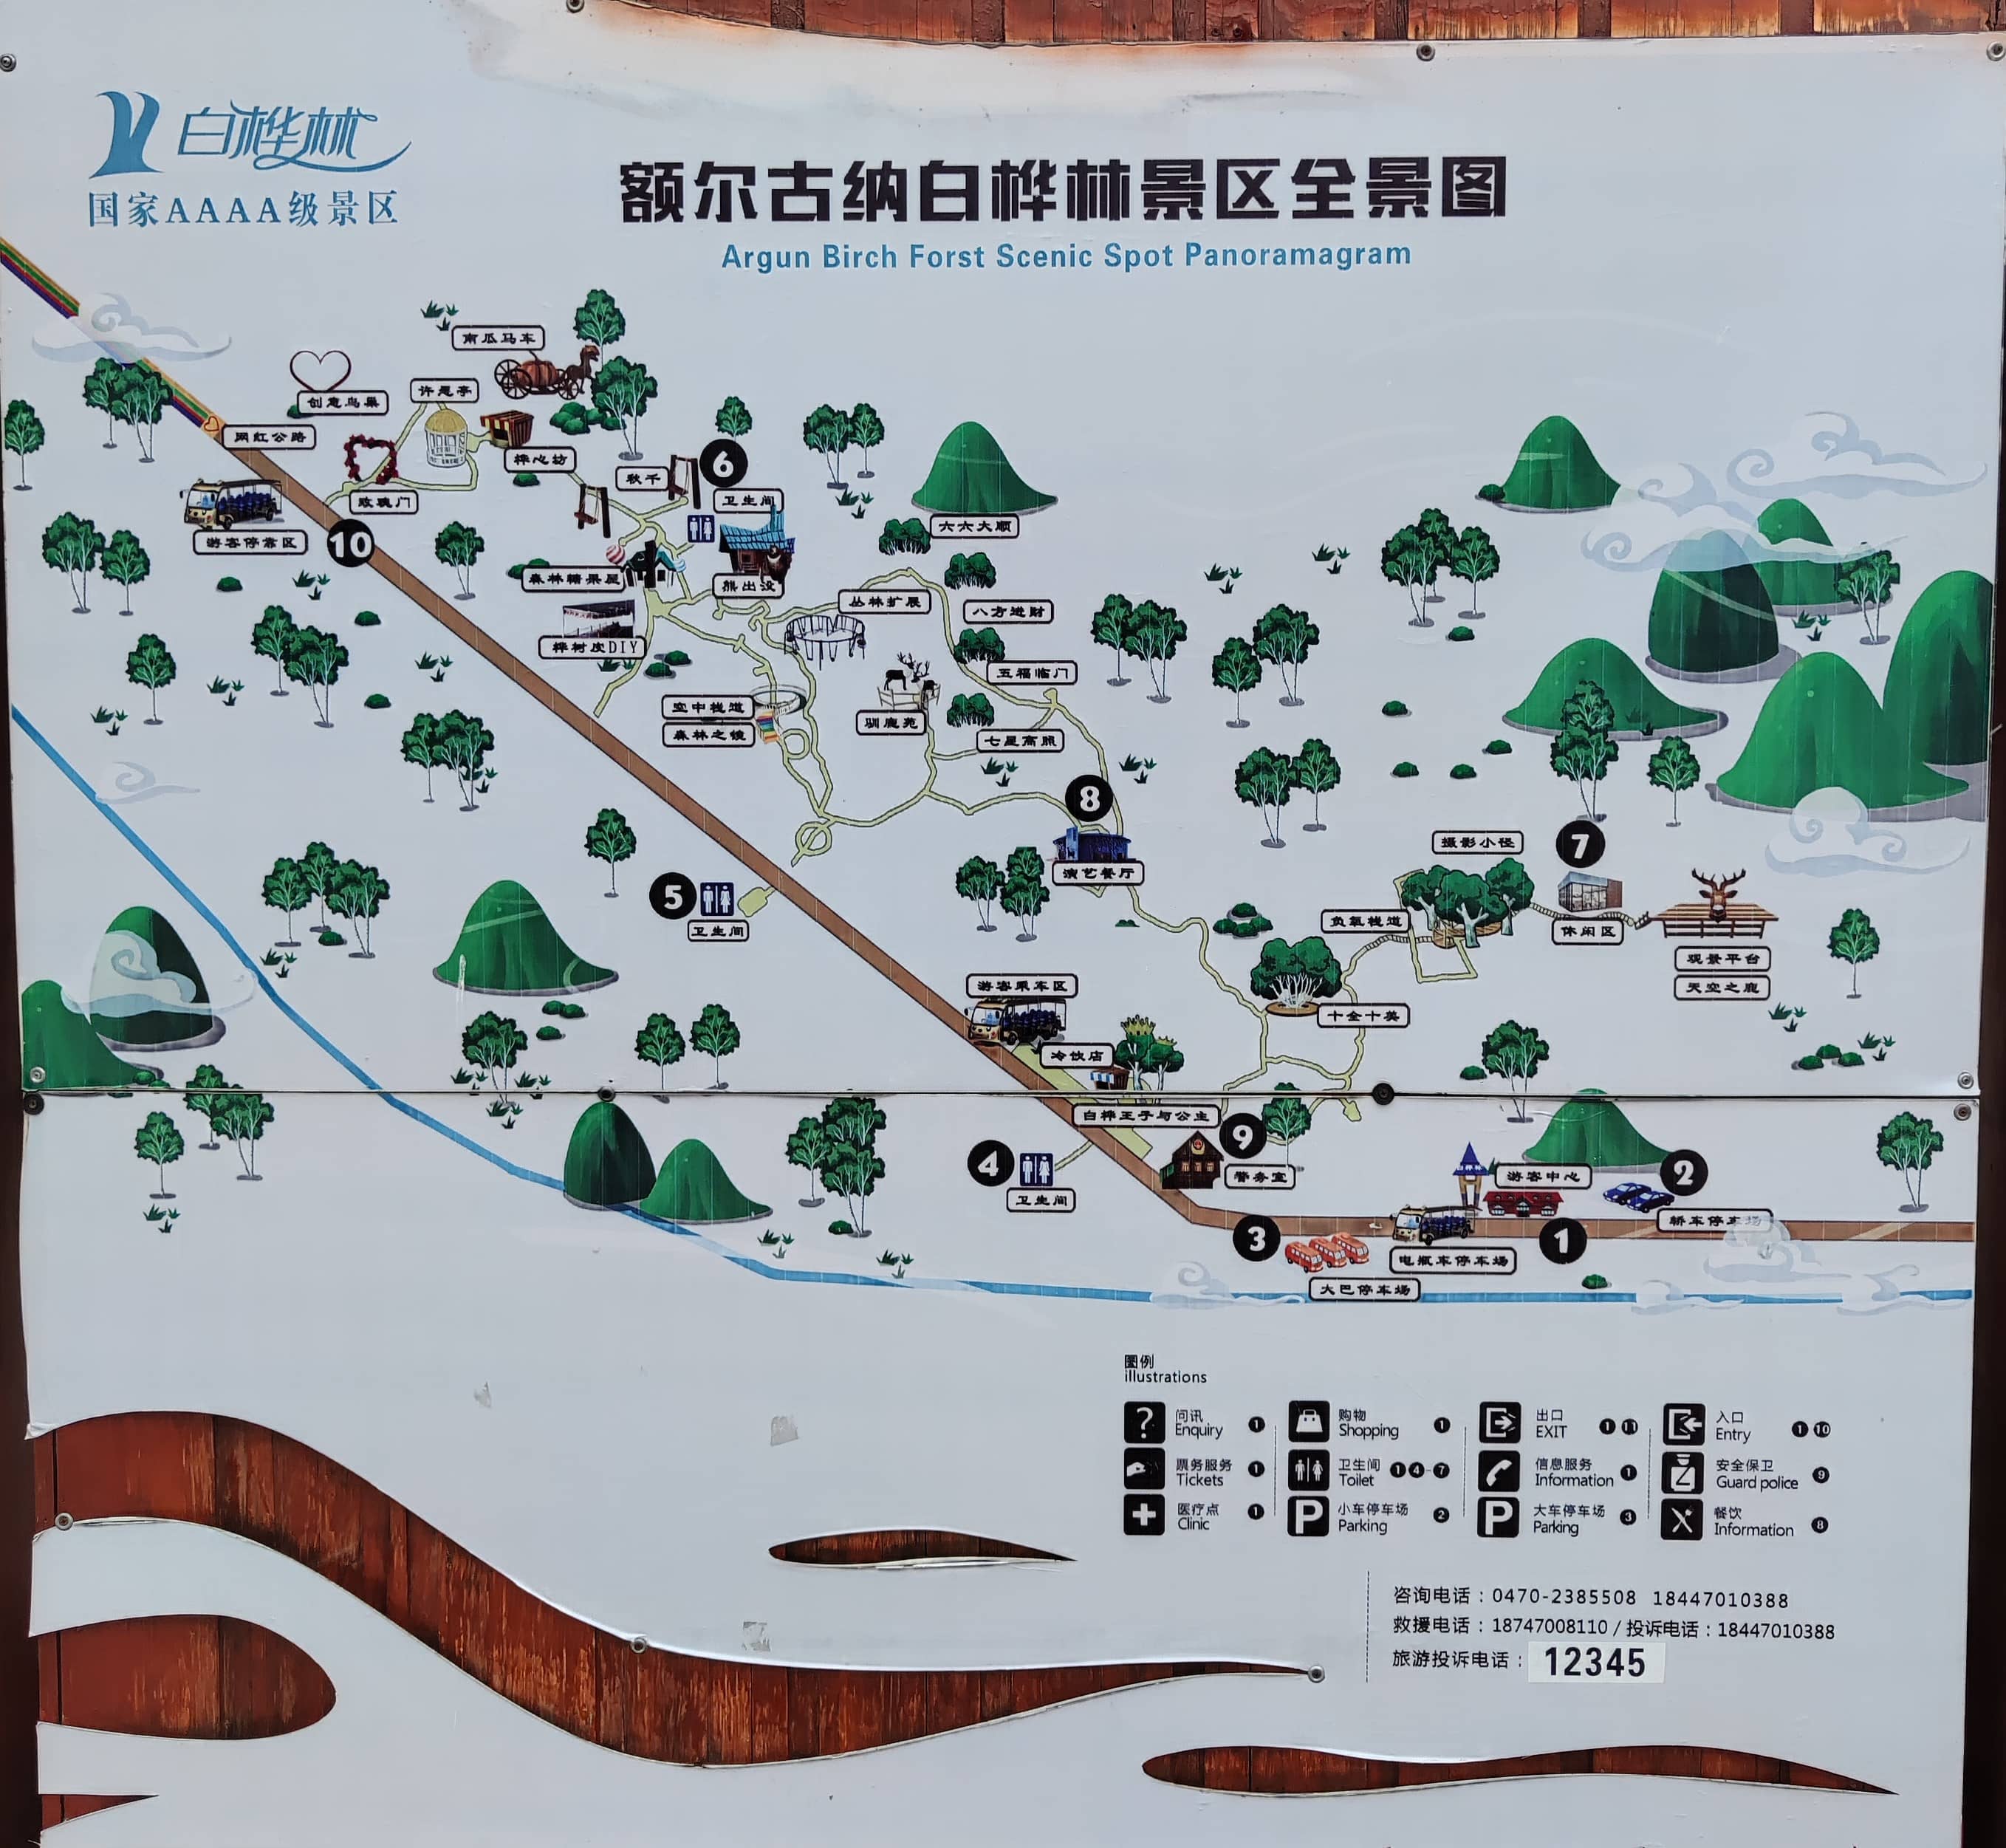 白桦林
国家AAAA级景区
额尔古纳白桦林景区全景图
Argun Birch Forst Scenic Spot Panoramagram
南瓜马车
创意鸟巢
许愿亭
网红公路
桦心坊
玫瑰门
秋千
6
卫生间
游客停靠区
10
六六大顺
森林糖果屋
熊出没
丛林扩展
八方进财
桦树皮DIY
五福临门
空中栈道
森林之镜
驯鹿苑
七星高照
8
演艺餐厅
摄影小径
7
5
卫生间
负氧栈道
休闲区
观景平台
天空之鹿
游客乘车区
十全十美
冷饮店
白桦王子与公主
9
警务室
4
卫生间
白桦林
游客中心
2
轿车停车场
3
1
电瓶车停车场
大巴停车场
圖例
illustrations
问讯
Enquiry
1
购物
Shopping
1
出口
EXIT
1 11
入口
Entry
1 10
票务服务
Tickets
1
卫生间
Toilet
1 4-7
信息服务
Information
1
安全保卫
Guard police
9
医疗点
Clinic
1
小车停车场
Parking
2
大车停车场
Parking
3
餐饮
Information
8
咨询电话：0470-2385508 18447010388
救援电话：18747008110 / 投诉电话：18447010388
旅游投诉电话：12345